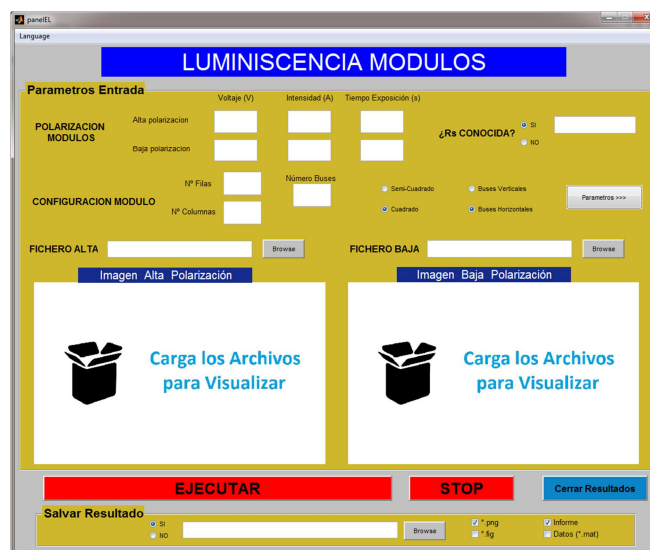 panelEL
Language
LUMINISCENCIA MODULOS
Parametros Entrada
Voltaje (V) Intensidad (A) Tiempo Exposición (s)
POLARIZACION MODULOS
Alta polarizacion
Baja polarizacion
¿Rs CONOCIDA?
SI
NO
CONFIGURACION MODULO
Nº Filas
Nº Columnas
Número Buses
Semi-Cuadrado
Cuadrado
Buses Verticales
Buses Horizontales
Parametros >>>
FICHERO ALTA
Browse
FICHERO BAJA
Browse
Imagen Alta Polarización
Carga los Archivos
para Visualizar
Imagen Baja Polarización
Carga los Archivos
para Visualizar
EJECUTAR
STOP
Cerrar Resultados
Salvar Resultado
SI
NO
Browse
*.png
*.fig
Informe
Datos (*.mat)